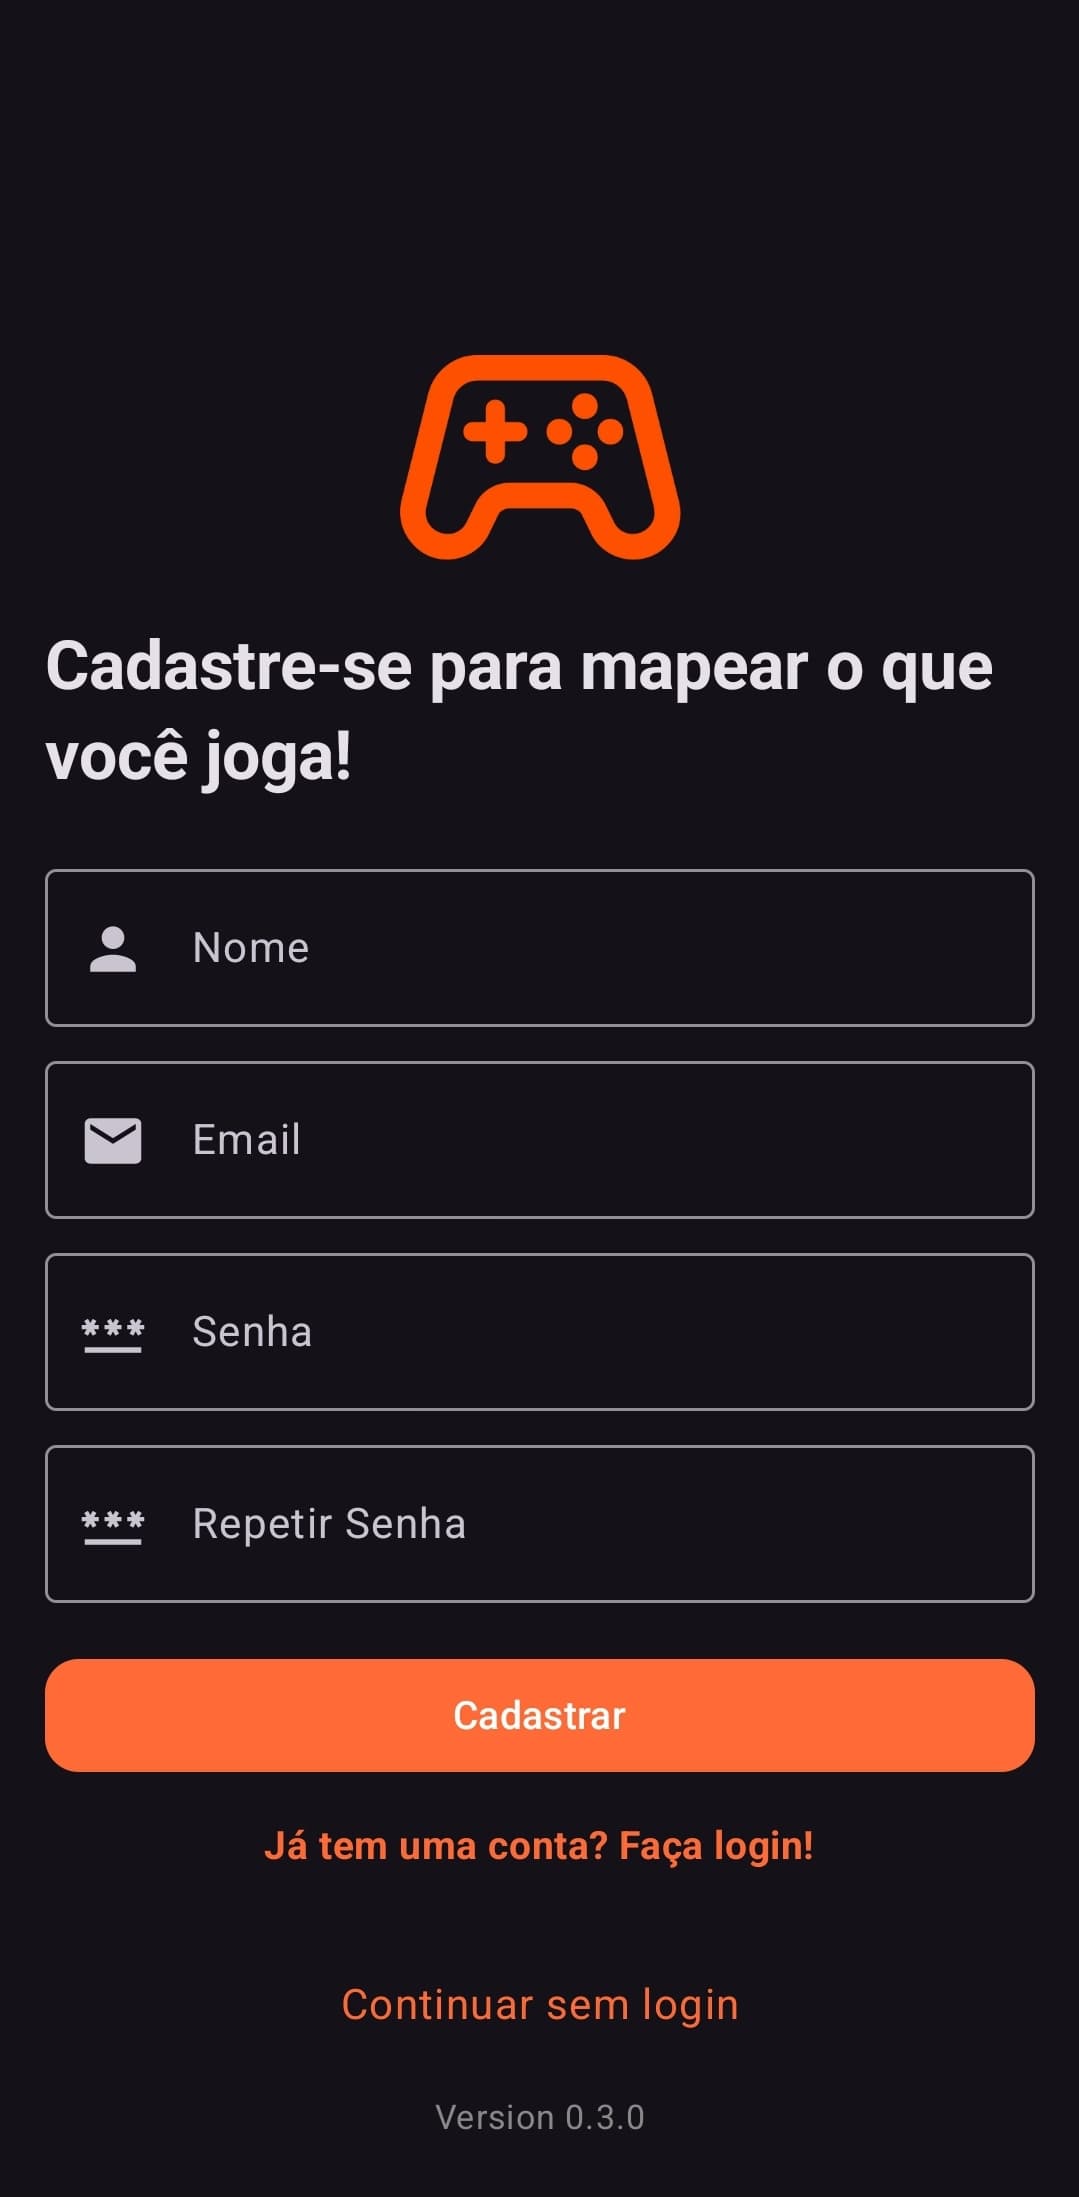 Cadastre-se para mapear o que
você joga!
Nome
Email
Senha
Repetir Senha
Cadastrar
Já tem uma conta? Faça login!
Continuar sem login
Version 0.3.0